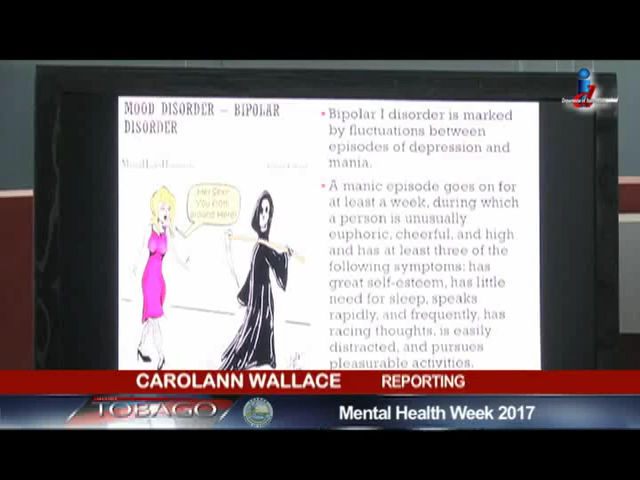 MOOD DISORDER – BIPOLAR
DISORDER
Hey Sexy
You from
around Here?
▪ Bipolar I disorder is marked
by fluctuations between
episodes of depression and
mania.
▪ A manic episode goes on for
at least a week, during which
a person is unusually
euphoric, cheerful, and high
and has at least three of the
following symptoms: has
great self-esteem, has little
need for sleep, speaks
rapidly, and frequently, has
racing thoughts, is easily
distracted, and pursues
pleasurable activities.
CAROLANN WALLACE REPORTING
TOBAGO
Mental Health Week 2017